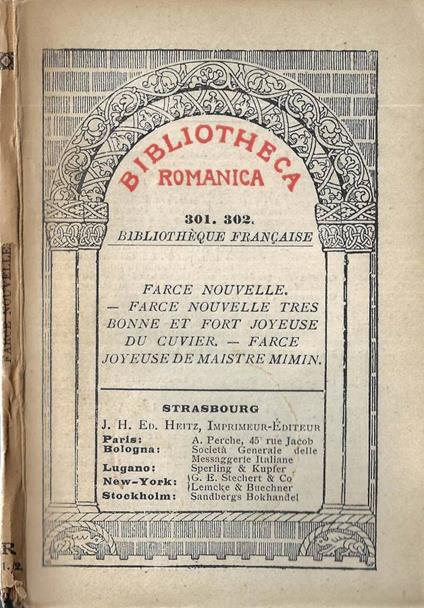 BIBLIOTHECA
ROMANICA
301. 302.
BIBLIOTHÈQUE FRANÇAISE
FARCE NOUVELLE.
— FARCE NOUVELLE TRES
BONNE ET FORT JOYEUSE
DU CUVIER. — FARCE
JOYEUSE DE MAISTRE MIMIN.
STRASBOURG
J. H. ED. HEITZ, IMPRIMEUR-ÉDITEUR
Paris: A. Perche, 45 rue Jacob
Bologna: Società Generale delle
Messaggerie Italiane
Lugano: Sperling & Kupfer
New-York: G. E. Stechert & Co
Lemcke & Buechner
Stockholm: Sandbergs Bokhandel
FARCE NOUVELLE
R